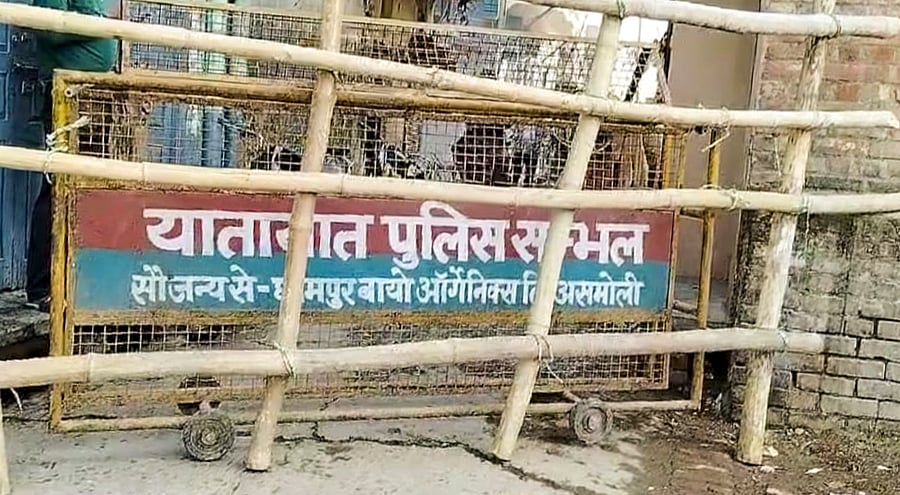 यातायात पुलिस सम्भल
सौजन्य से - धामपुर बायो ऑर्गेनिक्स लि असमोली